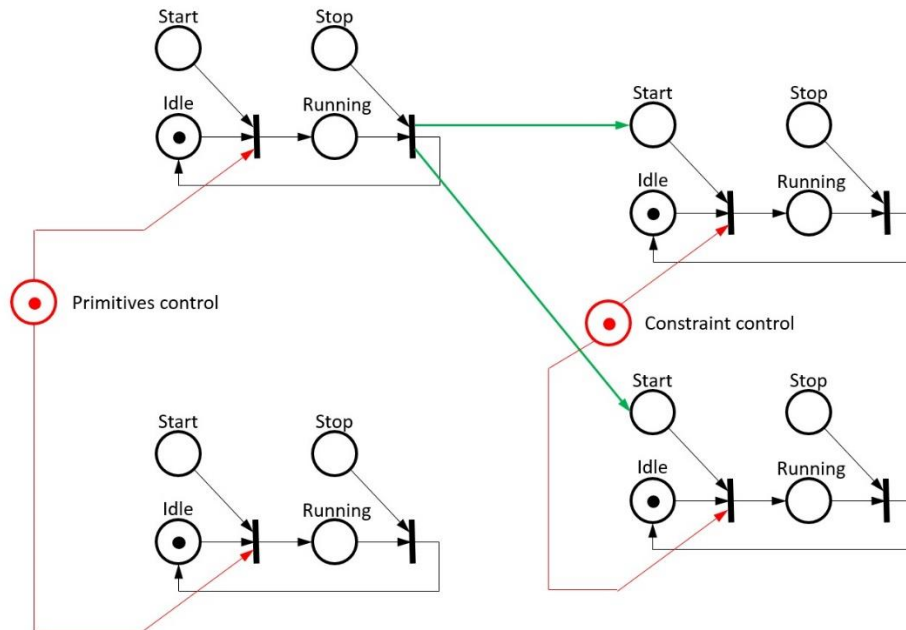 Start
Stop
Idle
Running
Start
Stop
Idle
Running
Primitives control
Constraint control
Start
Stop
Idle
Running
Start
Stop
Idle
Running